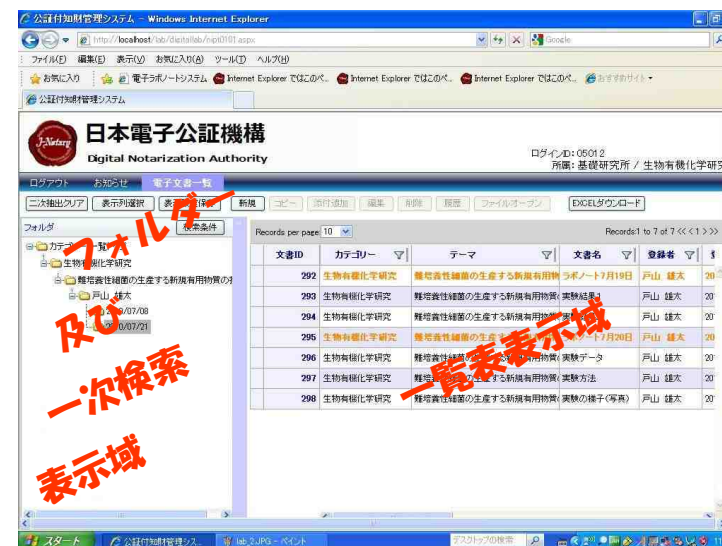 公証付知財管理システム - Windows Internet Explorer
http://localhost/lab/digitallab/nipt0101.aspx
Google
ファイル(F) 編集(E) 表示(V) お気に入り(A) ツール(T) ヘルプ(H)
お気に入り 電子ラボノートシステム Internet Explorer ではこのペ... Internet Explorer ではこのペ... Internet Explorer ではこのペ... おすすめサイト
公証付知財管理システム
J-Notary
日本電子公証機構
Digital Notarization Authority
ログインID: 05012
所属: 基礎研究所 / 生物有機化学研究
ログアウト お知らせ 電子文書一覧
二次抽出クリア 表示列選択 新規 コピー 添付追加 編集 削除 履歴 ファイルオープン EXCELダウンロード
フォルダ 検索条件
Records per page 10 Records:1 to 7 of 7 << < 1 > >>
文書ID カテゴリー テーマ 文書名 登録者
292 生物有機化学研究 難培養性細菌の生産する新規有用物 ラボノート7月19日 戸山 雄太 20
293 生物有機化学研究 難培養性細菌の生産する新規有用物質( 実験結果1 戸山 雄太 20
294 生物有機化学研究 難培養性細菌の生産する新規有用物質( 戸山 雄太 20
295 生物有機化学研究 難培養性細菌の生産する ラボノート7月20日 戸山 雄太 20
296 生物有機化学研究 難培養性細菌 する新規有用物質( 実験データ 戸山 雄太 20
297 生物有機化学研究 する新規有用物質( 実験方法 戸山 雄太 20
298 生物有機化学研究 難培養性細菌の生産する新規有用物質( 実験の様子(写真) 戸山 雄太 20
生物有機化学研究
難培養性細菌の生産する新規有用物質の
戸山 雄太
/07/08
/07/21
フォルダー
及び
一次検索
表示域
一覧表表示域
スタート 公証付知財管理シス... lab_2.JPG - ペイント デスクトップの検索